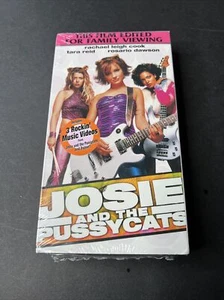 THIS FILM EDITED
FOR FAMILY VIEWING
rachael leigh cook
tara reid rosario dawson
3 Rockin'
Music Videos
JOSIE
AND THE
PUSSYCATS